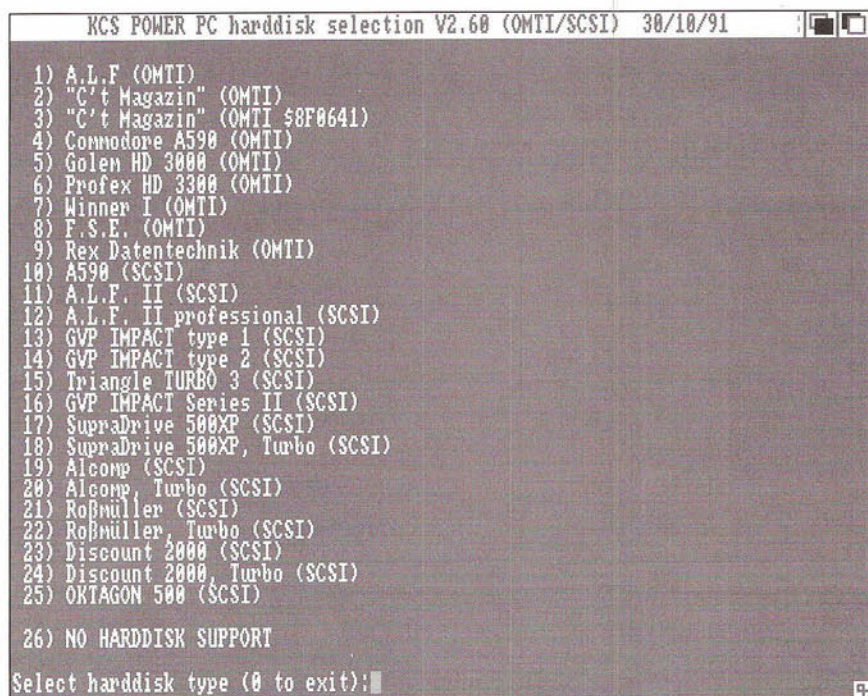 KCS POWER PC harddisk selection V2.60 (OMTI/SCSI) 30/10/91
1) A.L.F (OMTI)
2) "C't Magazin" (OMTI)
3) "C't Magazin" (OMTI $8F0641)
4) Commodore A590 (OMTI)
5) Golem HD 3000 (OMTI)
6) Profex HD 3300 (OMTI)
7) Winner I (OMTI)
8) F.S.E. (OMTI)
9) Rex Datentechnik (OMTI)
10) A590 (SCSI)
11) A.L.F. II (SCSI)
12) A.L.F. II professional (SCSI)
13) GVP IMPACT type 1 (SCSI)
14) GVP IMPACT type 2 (SCSI)
15) Triangle TURBO 3 (SCSI)
16) GVP IMPACT Series II (SCSI)
17) SupraDrive 500XP (SCSI)
18) SupraDrive 500XP, Turbo (SCSI)
19) Alcomp (SCSI)
20) Alcomp, Turbo (SCSI)
21) Roßmüller (SCSI)
22) Roßmüller, Turbo (SCSI)
23) Discount 2000 (SCSI)
24) Discount 2000, Turbo (SCSI)
25) OKTAGON 500 (SCSI)
26) NO HARDDISK SUPPORT
Select harddisk type (0 to exit):